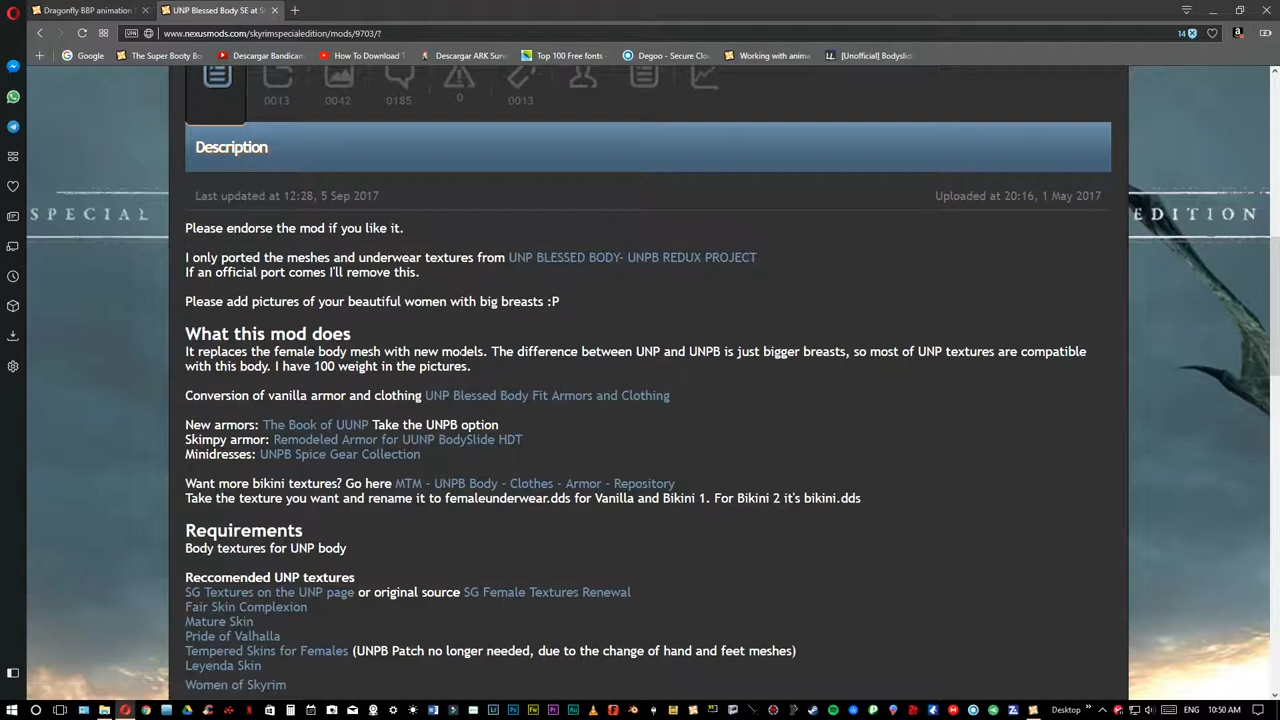 Dragonfly BBP animation
UNP Blessed Body SE at S
www.nexusmods.com/skyrimspecialedition/mods/9703/?
14
Google
The Super Booty Bo
Descargar Bandicam
How To Download T
Descargar ARK Surv
Top 100 Free fonts
Degoo - Secure Clou
Working with anima
[Unofficial] Bodyslid
0013
0042
0185
0
0013
Description
Last updated at 12:28, 5 Sep 2017
Uploaded at 20:16, 1 May 2017
SPECIAL
EDITION
Please endorse the mod if you like it.
I only ported the meshes and underwear textures from UNP BLESSED BODY- UNPB REDUX PROJECT
If an official port comes I'll remove this.
Please add pictures of your beautiful women with big breasts :P
What this mod does
It replaces the female body mesh with new models. The difference between UNP and UNPB is just bigger breasts, so most of UNP textures are compatible
with this body. I have 100 weight in the pictures.
Conversion of vanilla armor and clothing UNP Blessed Body Fit Armors and Clothing
New armors: The Book of UUNP Take the UNPB option
Skimpy armor: Remodeled Armor for UUNP BodySlide HDT
Minidresses: UNPB Spice Gear Collection
Want more bikini textures? Go here MTM - UNPB Body - Clothes - Armor - Repository
Take the texture you want and rename it to femaleunderwear.dds for Vanilla and Bikini 1. For Bikini 2 it's bikini.dds
Requirements
Body textures for UNP body
Reccomended UNP textures
SG Textures on the UNP page or original source SG Female Textures Renewal
Fair Skin Complexion
Mature Skin
Pride of Valhalla
Tempered Skins for Females (UNPB Patch no longer needed, due to the change of hand and feet meshes)
Leyenda Skin
Women of Skyrim
Desktop
10:50 AM